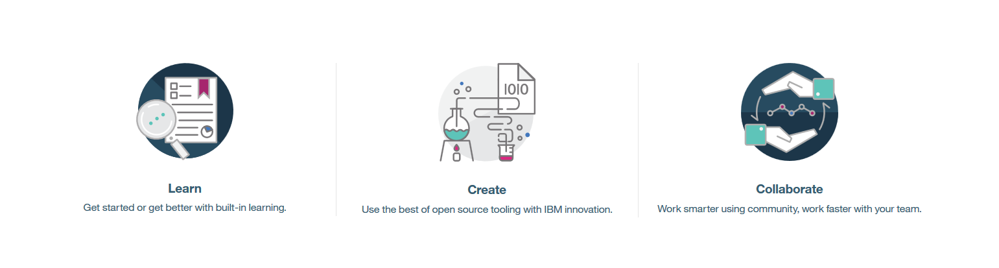 IOIO
Learn
Get started or get better with built-in learning.
Create
Use the best of open source tooling with IBM innovation.
Collaborate
Work smarter using community, work faster with your team.